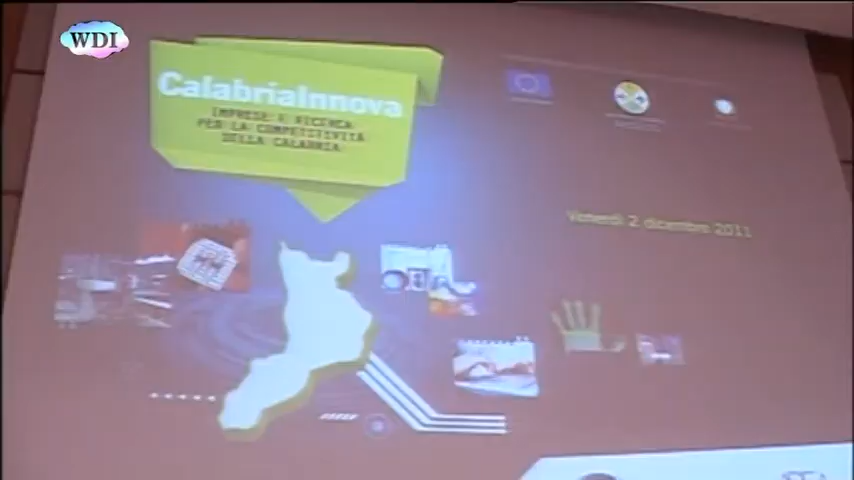 WDI
CalabriaInnova
IMPRESE E RICERCA
PER LA COMPETITIVITÀ
DELLA CALABRIA
Venerdì 2 dicembre 2011